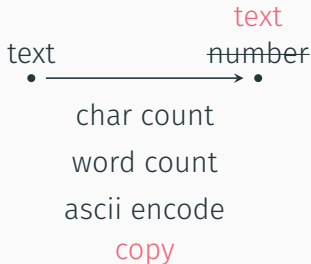 text
text number
char count
word count
ascii encode
copy